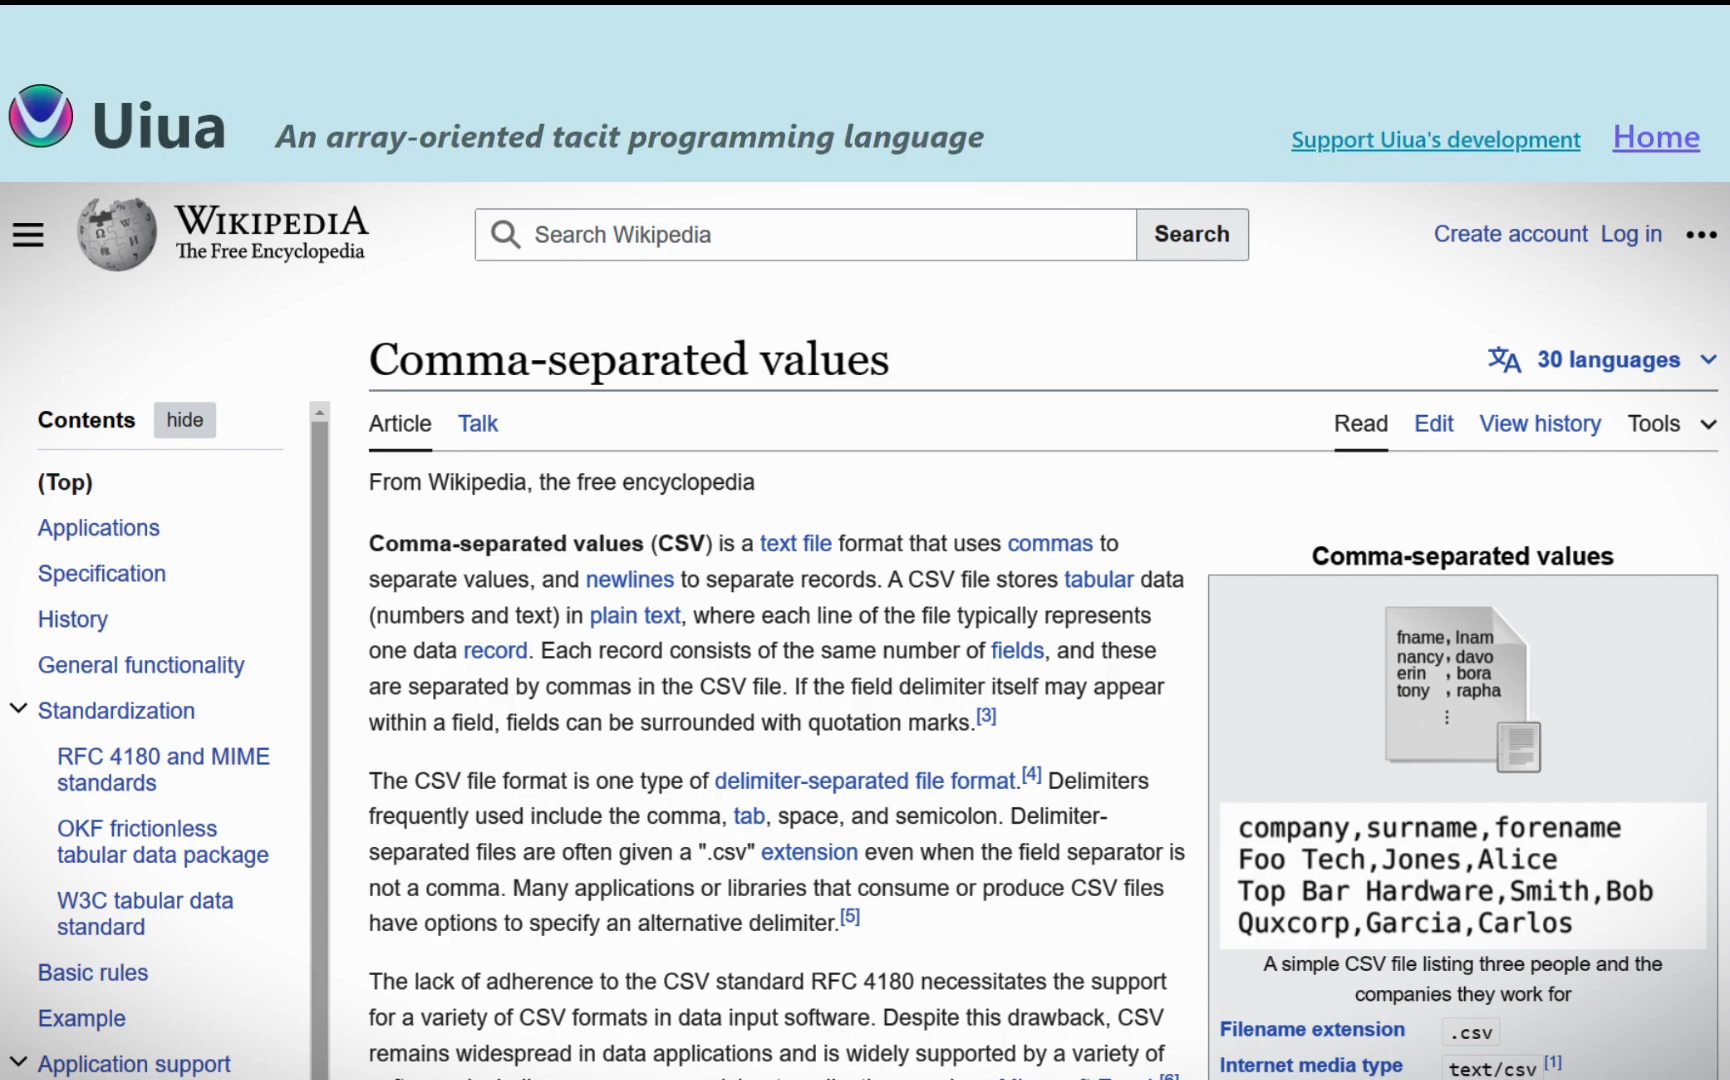 Uiua
An array-oriented tacit programming language
Support Uiua's development
Home
WIKIPEDIA
The Free Encyclopedia
Search Wikipedia
Search
Create account Log in
Comma-separated values
30 languages
Contents
hide
Article Talk
Read Edit View history Tools
(Top)
Applications
Specification
History
General functionality
Standardization
RFC 4180 and MIME
standards
OKF frictionless
tabular data package
W3C tabular data
standard
Basic rules
Example
Application support
From Wikipedia, the free encyclopedia
Comma-separated values (CSV) is a text file format that uses commas to
separate values, and newlines to separate records. A CSV file stores tabular data
(numbers and text) in plain text, where each line of the file typically represents
one data record. Each record consists of the same number of fields, and these
are separated by commas in the CSV file. If the field delimiter itself may appear
within a field, fields can be surrounded with quotation marks.[3]
The CSV file format is one type of delimiter-separated file format.[4] Delimiters
frequently used include the comma, tab, space, and semicolon. Delimiter-
separated files are often given a ".csv" extension even when the field separator is
not a comma. Many applications or libraries that consume or produce CSV files
have options to specify an alternative delimiter.[5]
The lack of adherence to the CSV standard RFC 4180 necessitates the support
for a variety of CSV formats in data input software. Despite this drawback, CSV
remains widespread in data applications and is widely supported by a variety of
Comma-separated values
fname, lnam
nancy, davo
erin , bora
tony , rapha
company,surname,forename
Foo Tech,Jones,Alice
Top Bar Hardware,Smith,Bob
Quxcorp,Garcia,Carlos
A simple CSV file listing three people and the
companies they work for
Filename extension .csv
Internet media type text/csv [1]